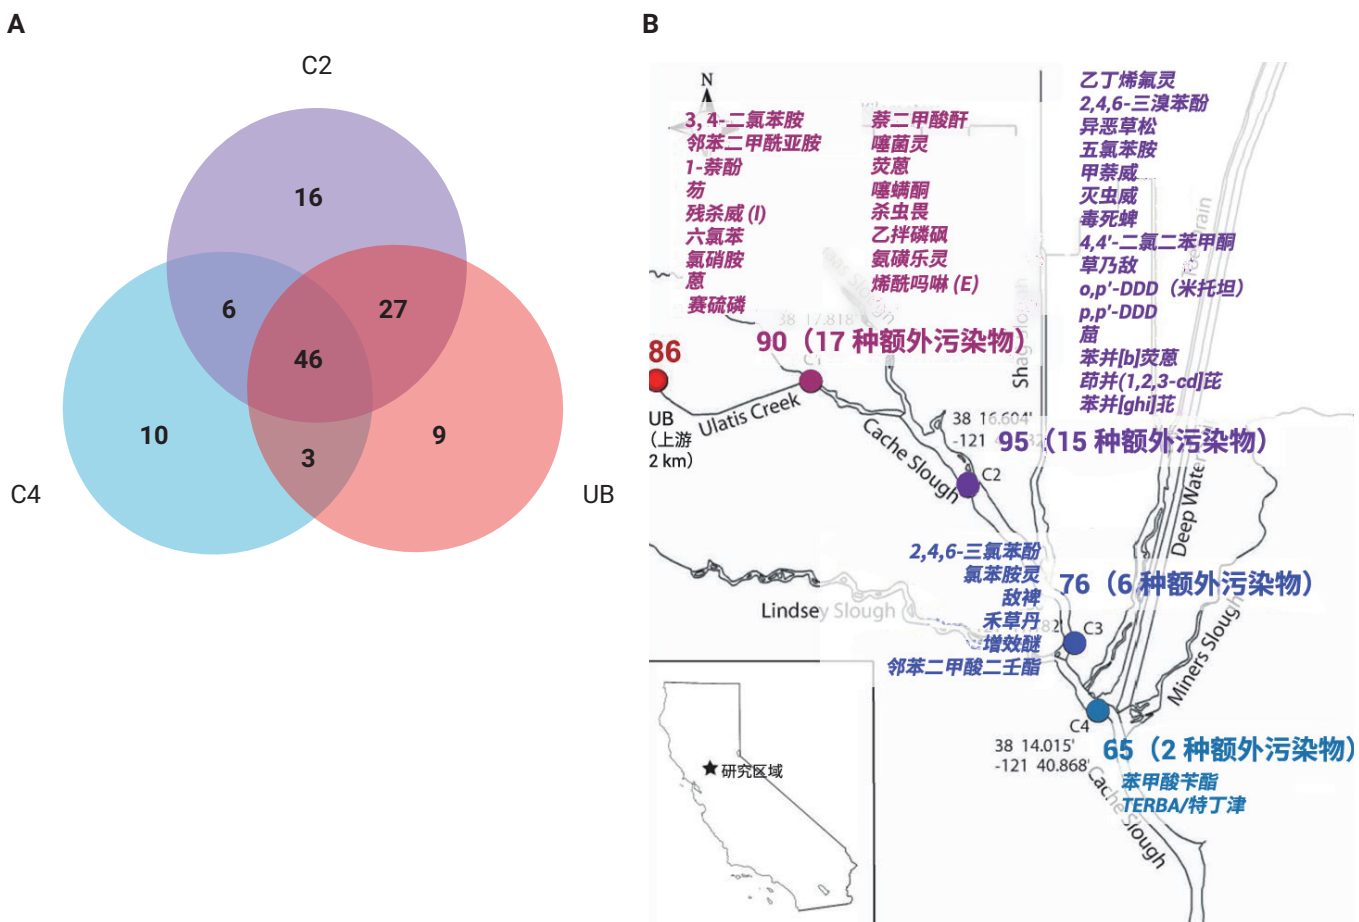 A
C2
16
6
27
46
10
9
3
C4
UB
B
N
3, 4-二氯苯胺
邻苯二甲酰亚胺
1-萘酚
芴
残杀威 (I)
六氯苯
氯硝胺
蒽
赛硫磷
萘二甲酸酐
噻菌灵
荧蒽
噻螨酮
杀虫畏
乙拌磷砜
氨磺乐灵
烯酰吗啉 (E)
乙丁烯氟灵
2,4,6-三溴苯酚
异恶草松
五氯苯胺
甲萘威
灭虫威
毒死蜱
4,4'-二氯二苯甲酮
草乃敌
o,p'-DDD（米托坦）
p,p'-DDD
䓛
苯并[b]荧蒽
茚并(1,2,3-cd]芘
苯并[ghi]苝
38 17.818'
90（17 种额外污染物）
86
UB
（上游
2 km）
Ulatis Creek
Cache Slough
38 16.604'
-121
95（15 种额外污染物）
C2
Deep Water
2,4,6-三氯苯酚
氯苯胺灵
敌稗
禾草丹
增效醚
邻苯二甲酸二壬酯
76（6 种额外污染物）
Lindsey Slough
C3
Miners Slough
C4
38 14.015'
-121 40.868'
65（2 种额外污染物）
苯甲酸苄酯
TERBA/特丁津
Cache Slough
研究区域